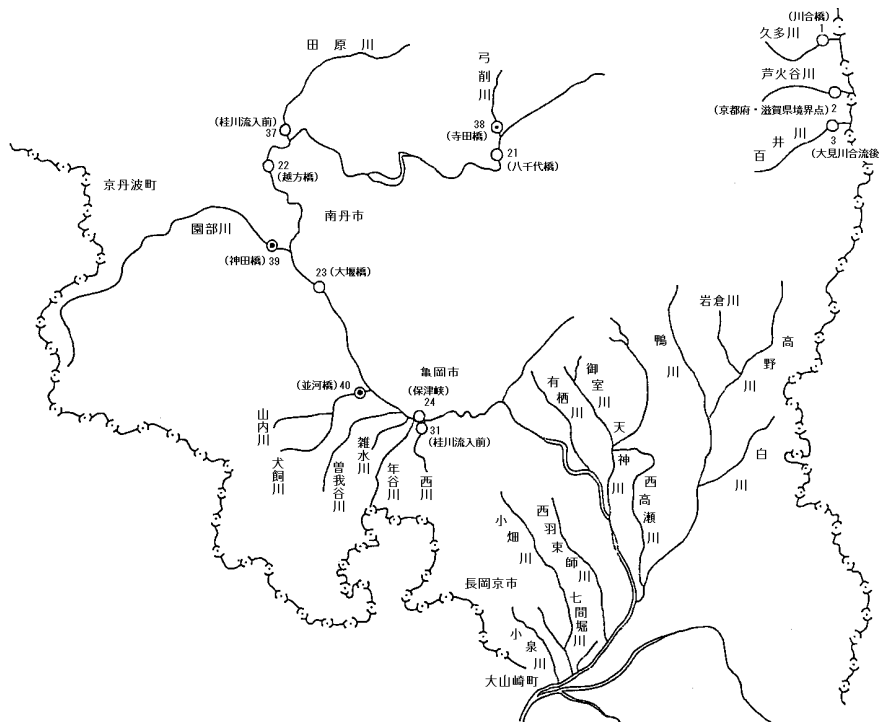 (川合橋)
1
久多川
芦火谷川
2
(京都府・滋賀県境界点)
百井川
3
(大見川合流後
田原川
弓削川
(桂川流入前)
37
38
(寺田橋)
21
(八千代橋)
22
(越方橋)
京丹波町
南丹市
園部川
(神田橋) 39
23 (大堰橋)
亀岡市
(並河橋) 40
(保津峡)
24
31
(桂川流入前)
山内川
犬飼川
曽我谷川
雑水川
年谷川
西川
有栖川
御室川
天神川
西高瀬川
鴨川
岩倉川
高野川
白川
小畑川
西羽束師川
七間堀川
長岡京市
小泉川
大山崎町